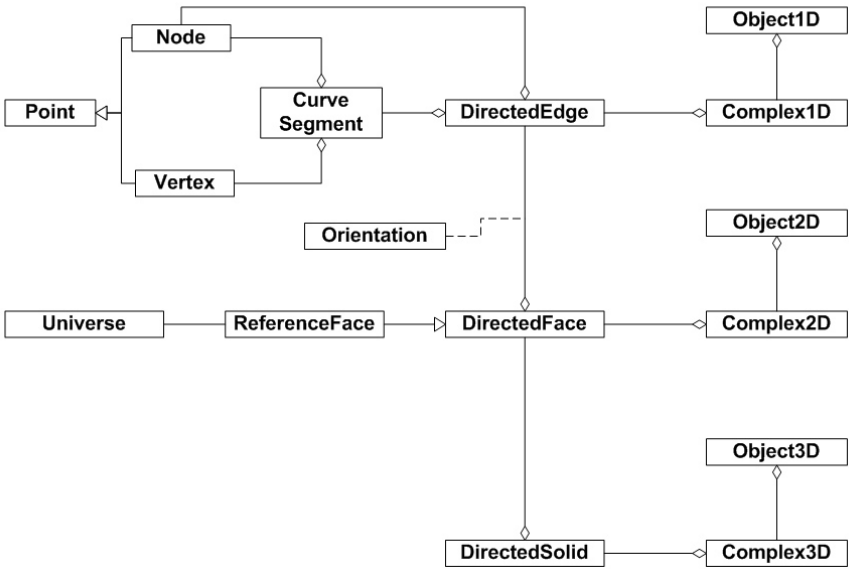 Object1D
Node
Point
Curve
Segment
DirectedEdge
Complex1D
Vertex
Orientation
Object2D
Universe
ReferenceFace
DirectedFace
Complex2D
Object3D
DirectedSolid
Complex3D